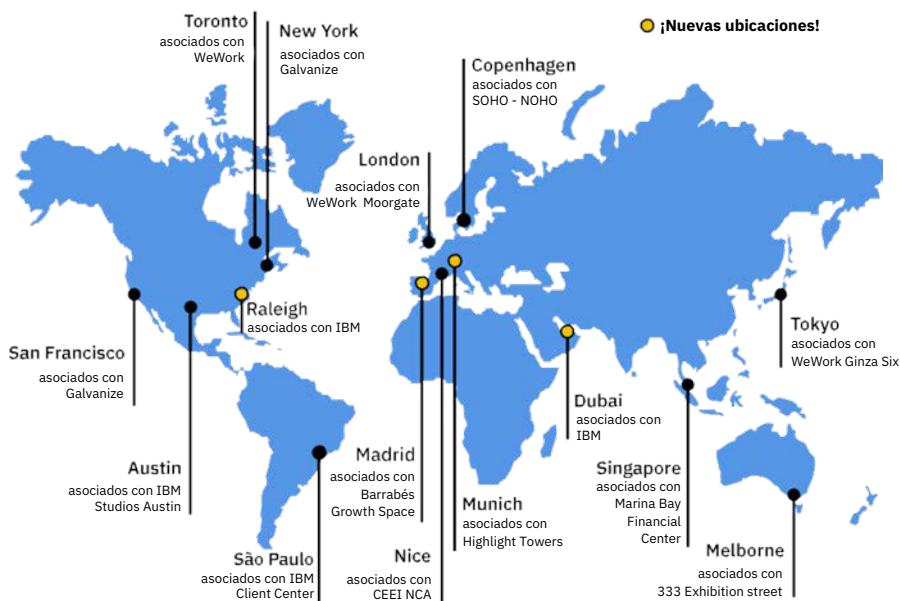 Toronto
asociados con
WeWork
New York
asociados con
Galvanize
¡Nuevas ubicaciones!
Copenhagen
asociados con
SOHO - NOHO
London
asociados con
WeWork Moorgate
Raleigh
asociados con IBM
San Francisco
asociados con
Galvanize
Tokyo
asociados con
WeWork Ginza Six
Dubai
asociados con
IBM
Austin
asociados con IBM
Studios Austin
Madrid
asociados con
Barrabés
Growth Space
Munich
asociados con
Highlight Towers
Singapore
asociados con
Marina Bay
Financial
Center
São Paulo
asociados con IBM
Client Center
Nice
asociados con
CEEI NCA
Melborne
asociados con
333 Exhibition street